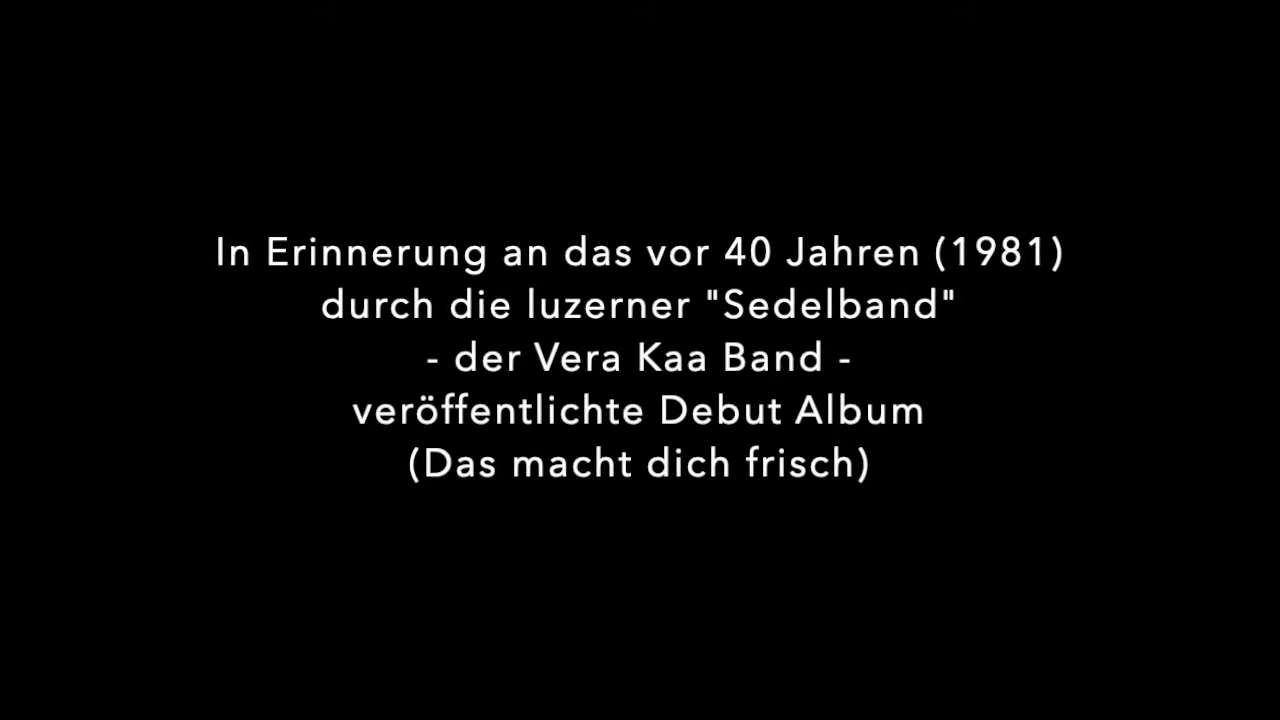 In Erinnerung an das vor 40 Jahren (1981)
durch die luzerner "Sedelband"
- der Vera Kaa Band -
veröffentlichte Debut Album
(Das macht dich frisch)